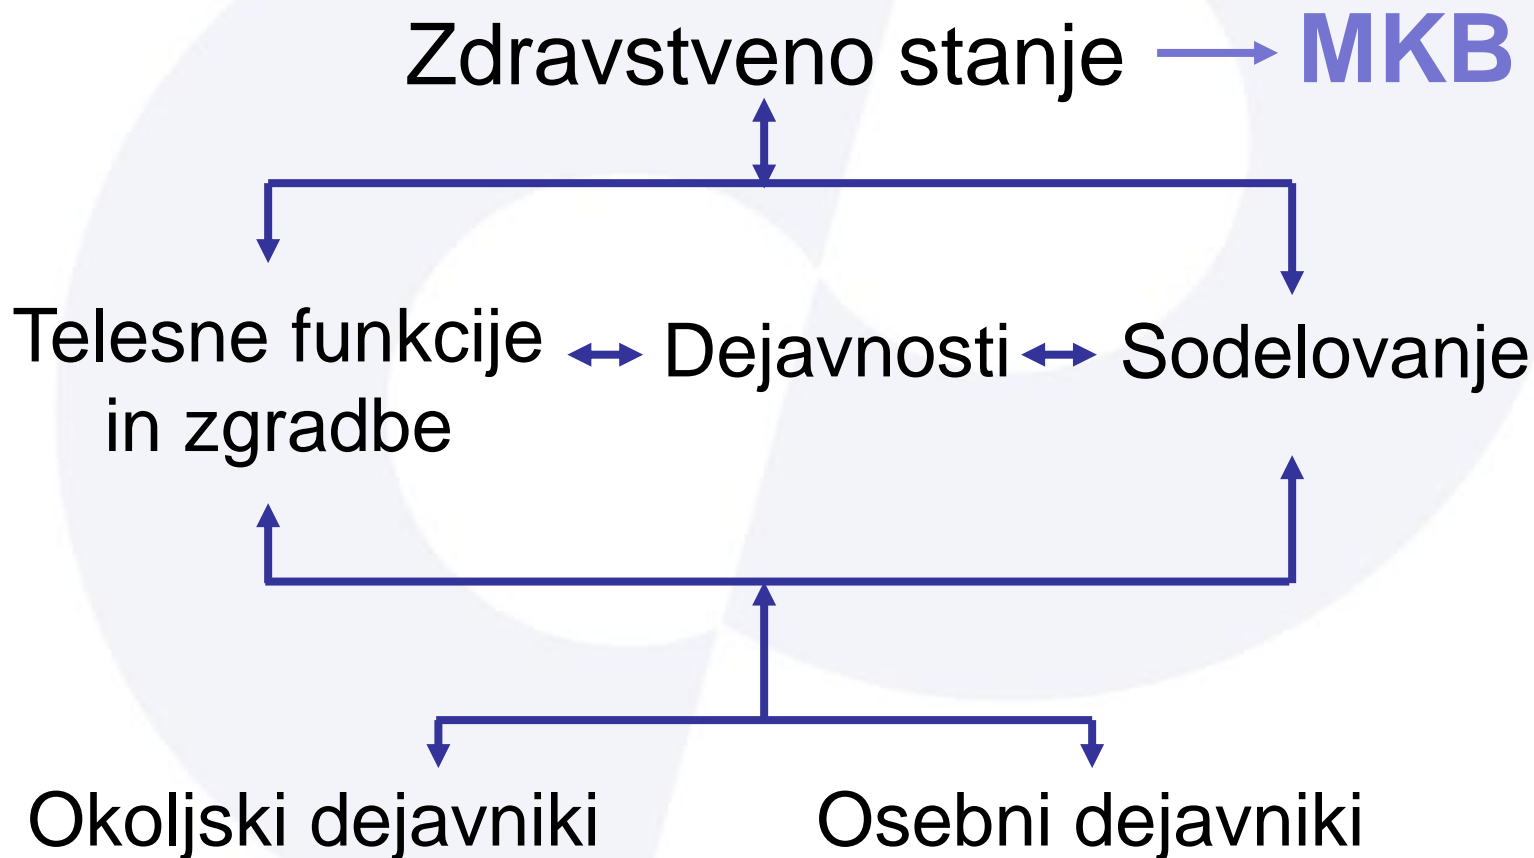 Zdravstveno stanje MKB
Telesne funkcije
in zgradbe
Dejavnosti
Sodelovanje
Okoljski dejavniki
Osebni dejavniki